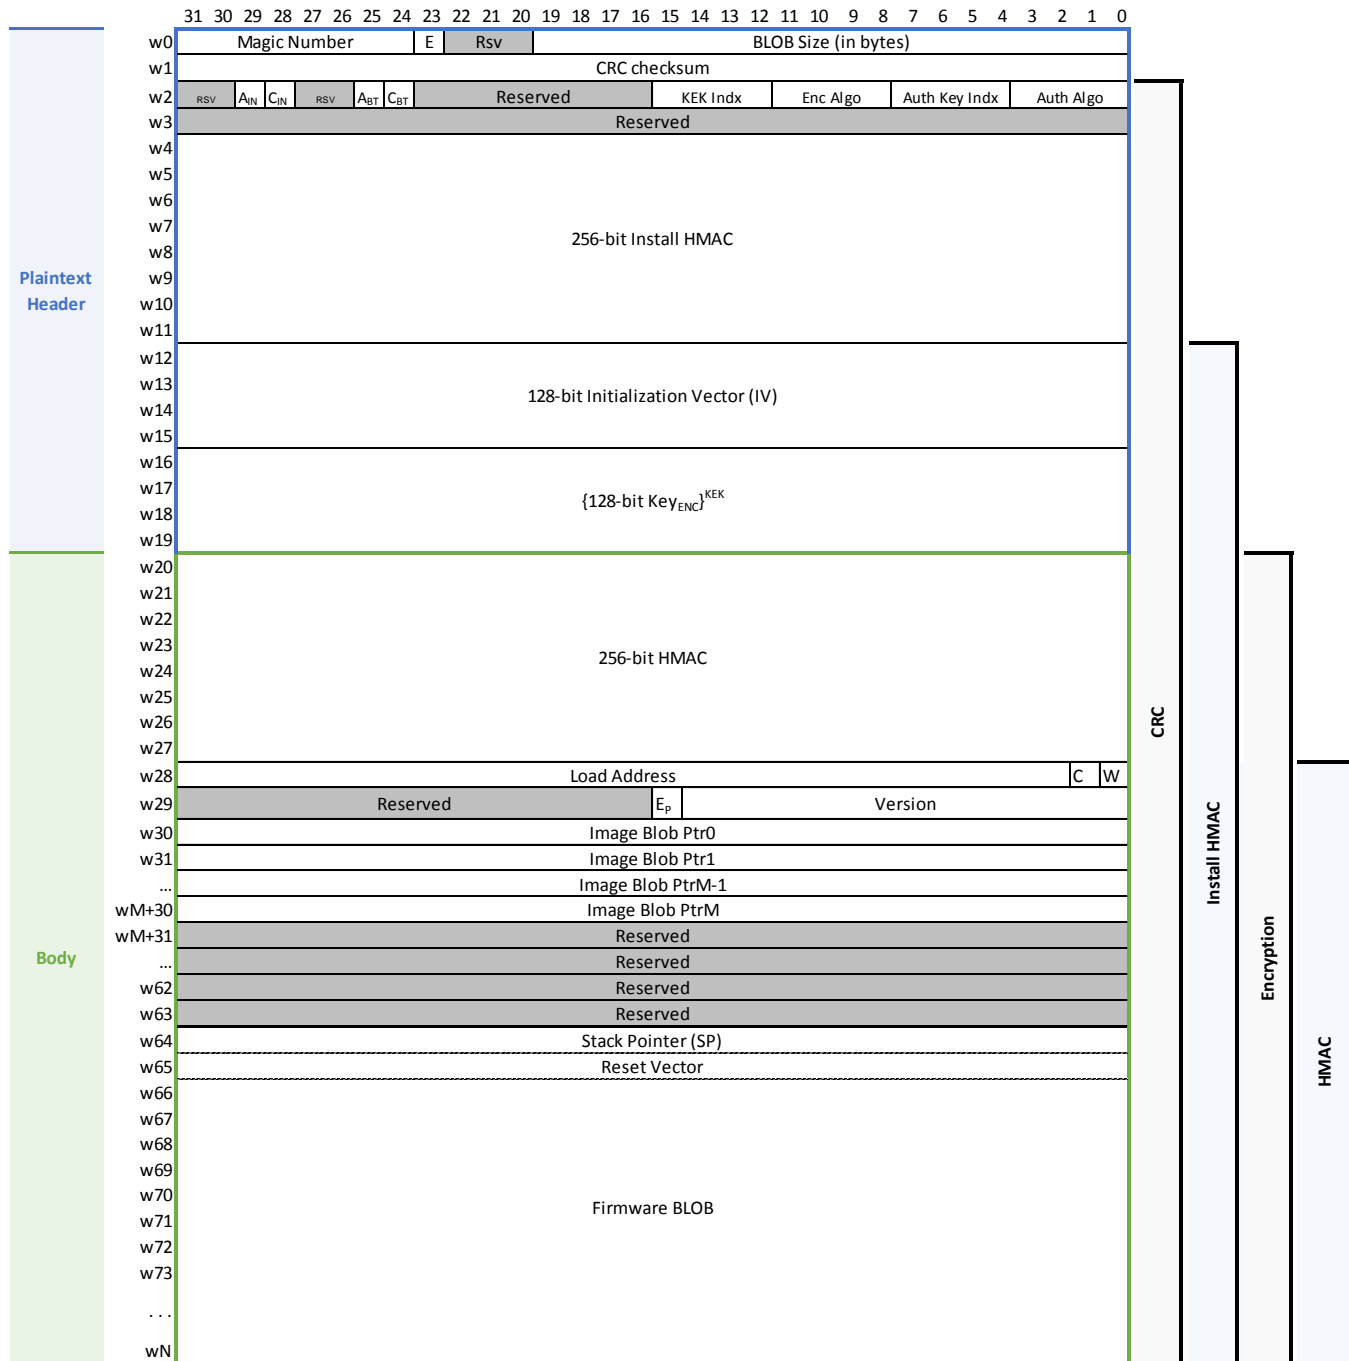 31 30 29 28 27 26 25 24 23 22 21 20 19 18 17 16 15 14 13 12 11 10 9 8 7 6 5 4 3 2 1 0
w0 Magic Number E Rsv BLOB Size (in bytes)
w1 CRC checksum
w2 RSV AIN CIN RSV ABT CBT Reserved KEK Indx Enc Algo Auth Key Indx Auth Algo
w3 Reserved
w4
w5
w6
w7
256-bit Install HMAC
w8
w9
Plaintext
Header
w10
w11
w12
w13
128-bit Initialization Vector (IV)
w14
w15
w16
w17
{128-bit KeyENC}KEK
w18
w19
w20
w21
w22
w23
256-bit HMAC
w24
w25
w26
w27
w28 Load Address C W
w29 Reserved EP Version
w30 Image Blob Ptr0
w31 Image Blob Ptr1
... Image Blob PtrM-1
wM+30 Image Blob PtrM
wM+31 Reserved
Body
... Reserved
w62 Reserved
w63 Reserved
w64 Stack Pointer (SP)
w65 Reset Vector
w66
w67
w68
w69
w70
Firmware BLOB
w71
w72
w73
. . .
wN
CRC
Install HMAC
Encryption
HMAC